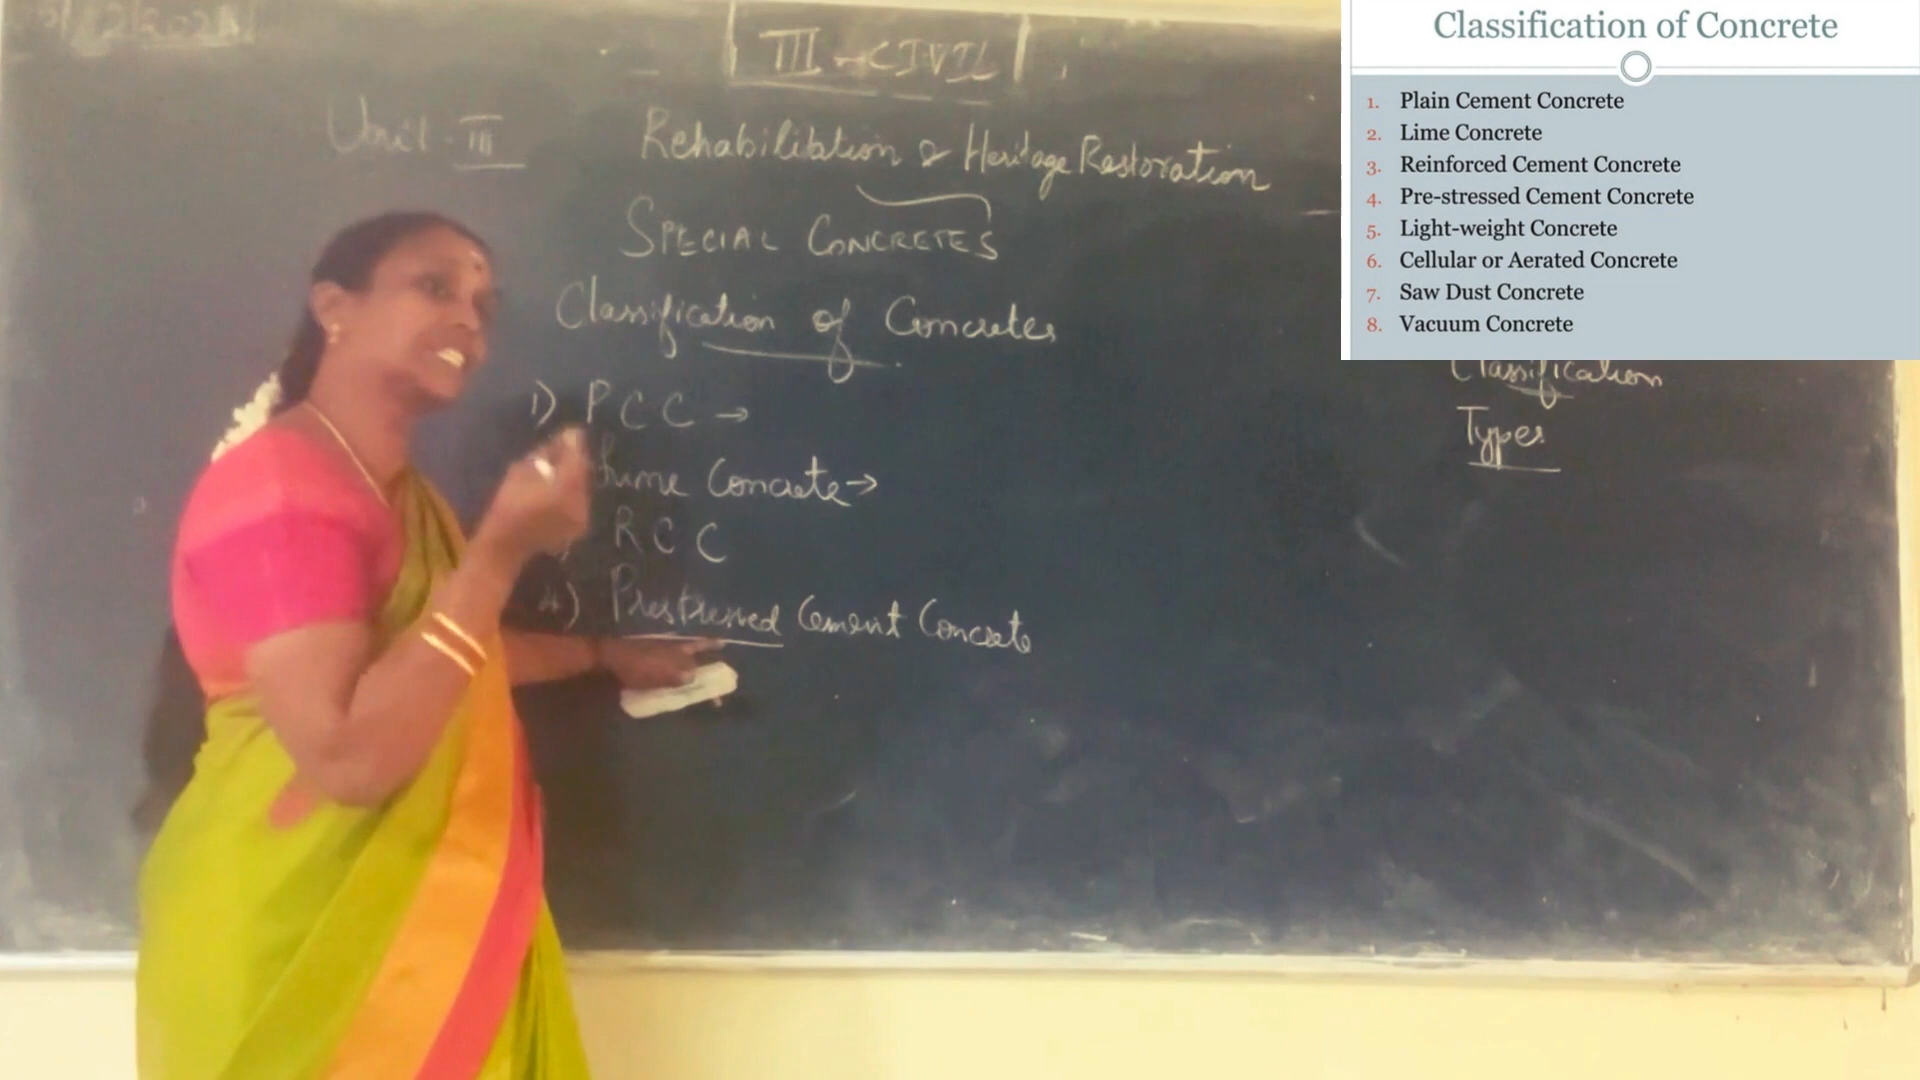 III - CIVIL
Unit - III
Rehabilibtion & Heritage Restoration
SPECIAL CONCRETES
Classification of Concretes
1) PCC →
Lime Concrete →
RCC
4) Prestressed Cement Concrete
Classification of Concrete
1. Plain Cement Concrete
2. Lime Concrete
3. Reinforced Cement Concrete
4. Pre-stressed Cement Concrete
5. Light-weight Concrete
6. Cellular or Aerated Concrete
7. Saw Dust Concrete
8. Vacuum Concrete
Classification
Types